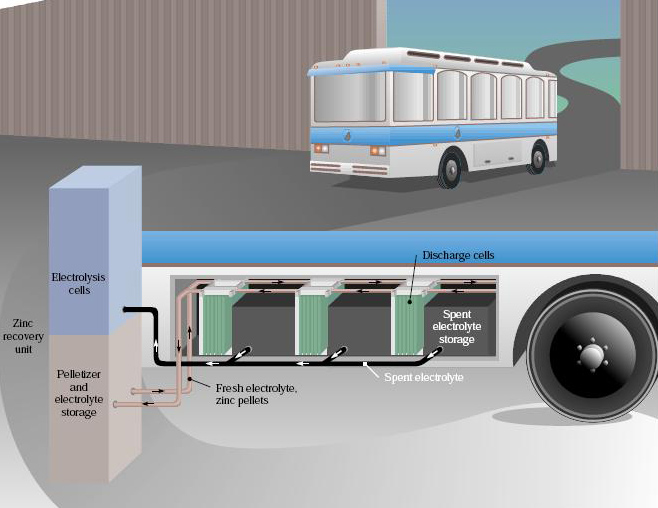 Discharge cells
Electrolysis
cells
Spent
electrolyte
storage
Zinc
recovery
unit
Pelletizer
and
electrolyte
storage
Spent electrolyte
Fresh electrolyte,
zinc pellets